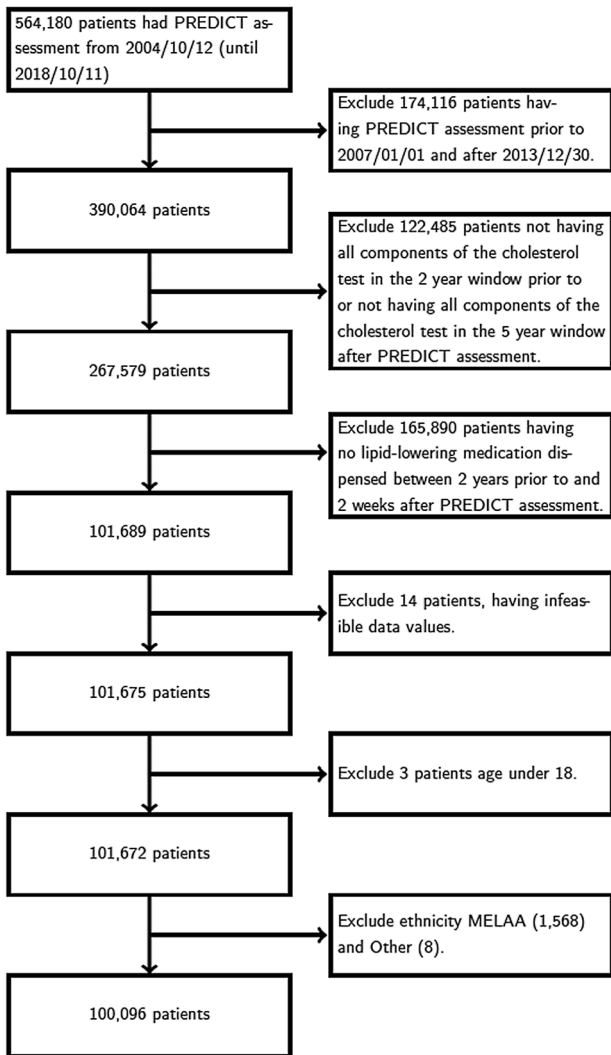 564,180 patients had PREDICT as-
sessment from 2004/10/12 (until
2018/10/11)
Exclude 174,116 patients hav-
ing PREDICT assessment prior to
2007/01/01 and after 2013/12/30.
390,064 patients
Exclude 122,485 patients not having
all components of the cholesterol
test in the 2 year window prior to
or not having all components of the
cholesterol test in the 5 year window
after PREDICT assessment.
267,579 patients
Exclude 165,890 patients having
no lipid-lowering medication dis-
pensed between 2 years prior to and
2 weeks after PREDICT assessment.
101,689 patients
Exclude 14 patients, having infeas-
ible data values.
101,675 patients
Exclude 3 patients age under 18.
101,672 patients
Exclude ethnicity MELAA (1,568)
and Other (8).
100,096 patients